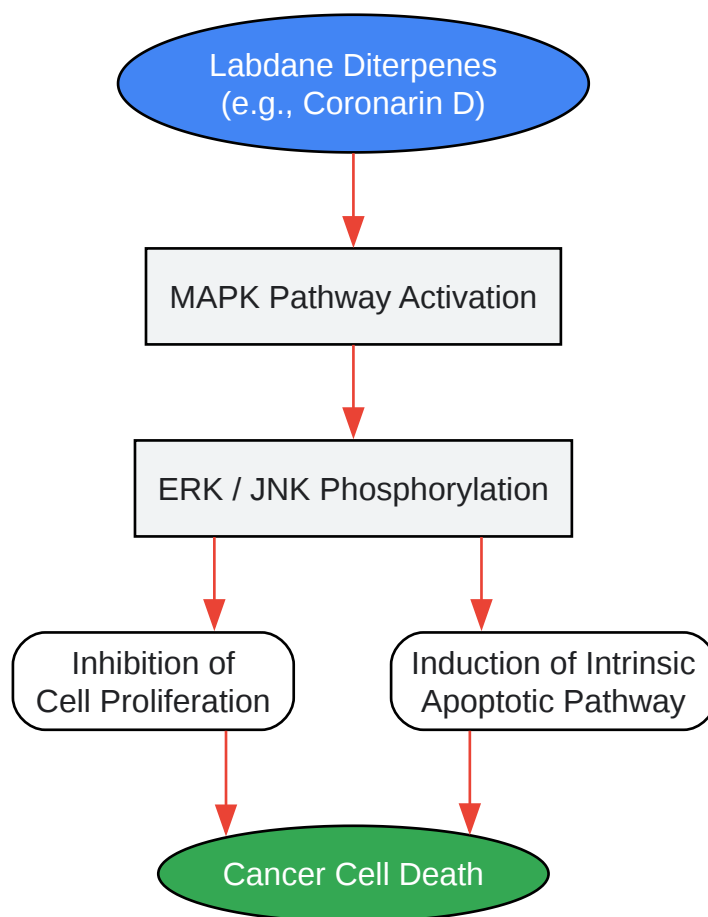 Labdane Diterpenes
(e.g., Coronarin D)
MAPK Pathway Activation
ERK / JNK Phosphorylation
Inhibition of
Cell Proliferation
Induction of Intrinsic
Apoptotic Pathway
Cancer Cell Death